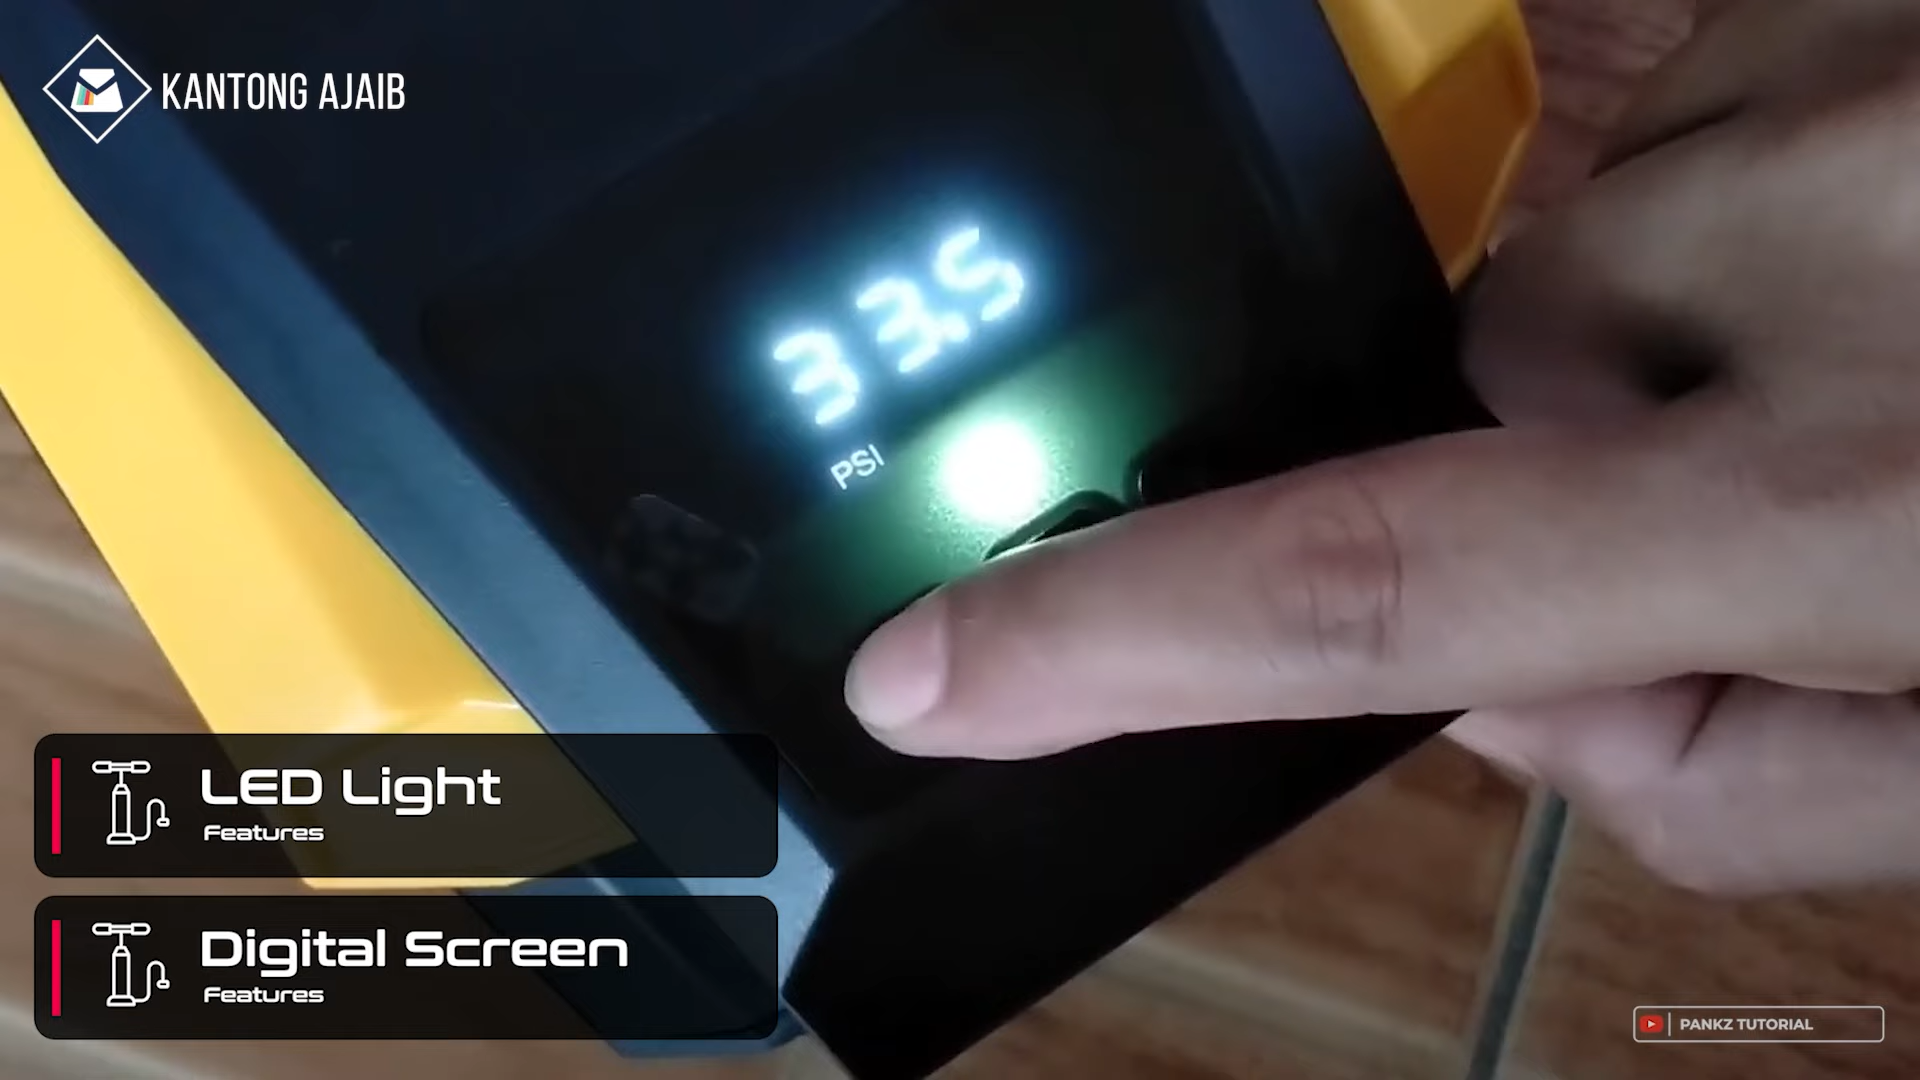 KANTONG AJAIB
33.5
PSI
LED Light
Features
Digital Screen
Features
PANKZ TUTORIAL